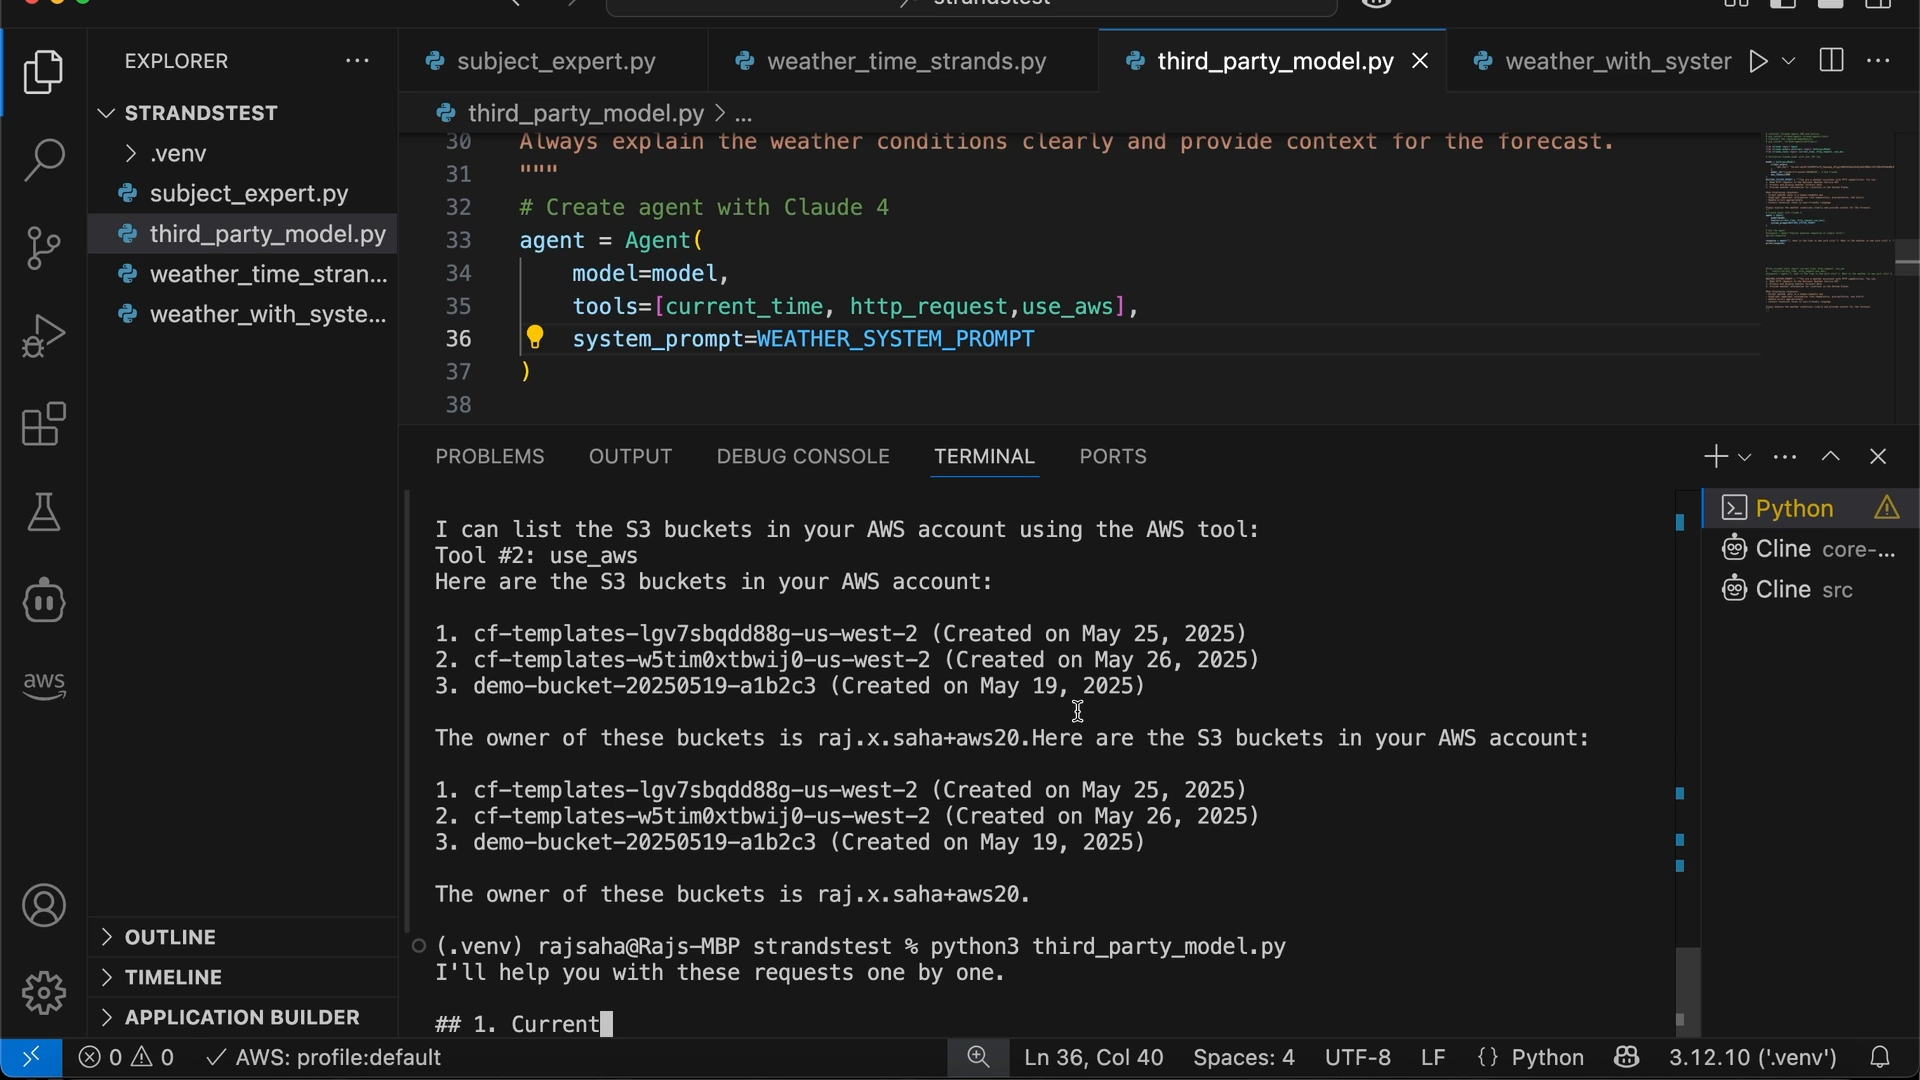 strandstest
EXPLORER
STRANDSTEST
.venv
subject_expert.py
third_party_model.py
weather_time_stran...
weather_with_syste...
OUTLINE
TIMELINE
APPLICATION BUILDER
aws
subject_expert.py
weather_time_strands.py
third_party_model.py
weather_with_syster
third_party_model.py > ...
30 Always explain the weather conditions clearly and provide context for the forecast.
31 """
32 # Create agent with Claude 4
33 agent = Agent(
34 model=model,
35 tools=[current_time, http_request,use_aws],
36 system_prompt=WEATHER_SYSTEM_PROMPT
37 )
38
PROBLEMS OUTPUT DEBUG CONSOLE TERMINAL PORTS
I can list the S3 buckets in your AWS account using the AWS tool:
Tool #2: use_aws
Here are the S3 buckets in your AWS account:
1. cf-templates-lgv7sbqdd88g-us-west-2 (Created on May 25, 2025)
2. cf-templates-w5tim0xtbwij0-us-west-2 (Created on May 26, 2025)
3. demo-bucket-20250519-a1b2c3 (Created on May 19, 2025)
The owner of these buckets is raj.x.saha+aws20.Here are the S3 buckets in your AWS account:
1. cf-templates-lgv7sbqdd88g-us-west-2 (Created on May 25, 2025)
2. cf-templates-w5tim0xtbwij0-us-west-2 (Created on May 26, 2025)
3. demo-bucket-20250519-a1b2c3 (Created on May 19, 2025)
The owner of these buckets is raj.x.saha+aws20.
(.venv) rajsaha@Rajs-MBP strandstest % python3 third_party_model.py
I'll help you with these requests one by one.
## 1. Current
Python
Cline core-...
Cline src
0 0 AWS: profile:default
Ln 36, Col 40 Spaces: 4 UTF-8 LF {} Python 3.12.10 ('.venv')